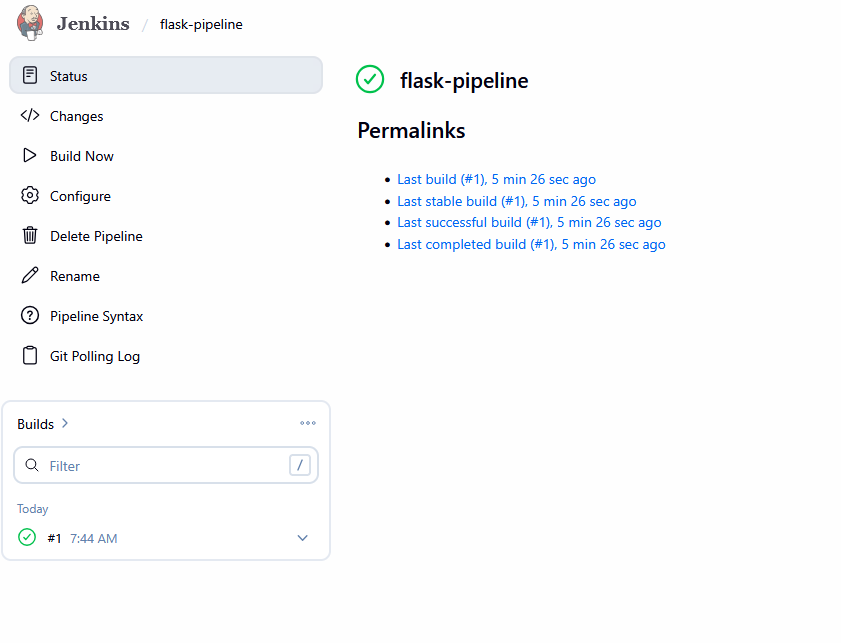 Jenkins / flask-pipeline
Status
Changes
Build Now
Configure
Delete Pipeline
Rename
Pipeline Syntax
Git Polling Log
Builds
Filter /
Today
#1 7:44 AM
flask-pipeline
Permalinks
Last build (#1), 5 min 26 sec ago
Last stable build (#1), 5 min 26 sec ago
Last successful build (#1), 5 min 26 sec ago
Last completed build (#1), 5 min 26 sec ago